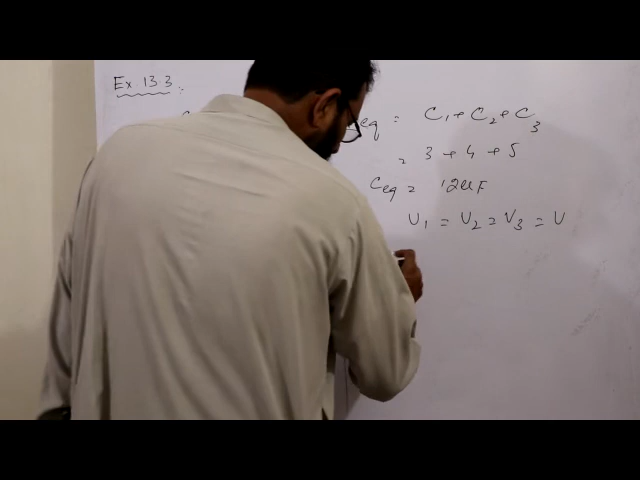 Ex 13.3 :
eq = C₁ + C₂ + C₃
= 3 + 4 + 5
Ceq = 12uF
V₁ = V₂ = V₃ = V